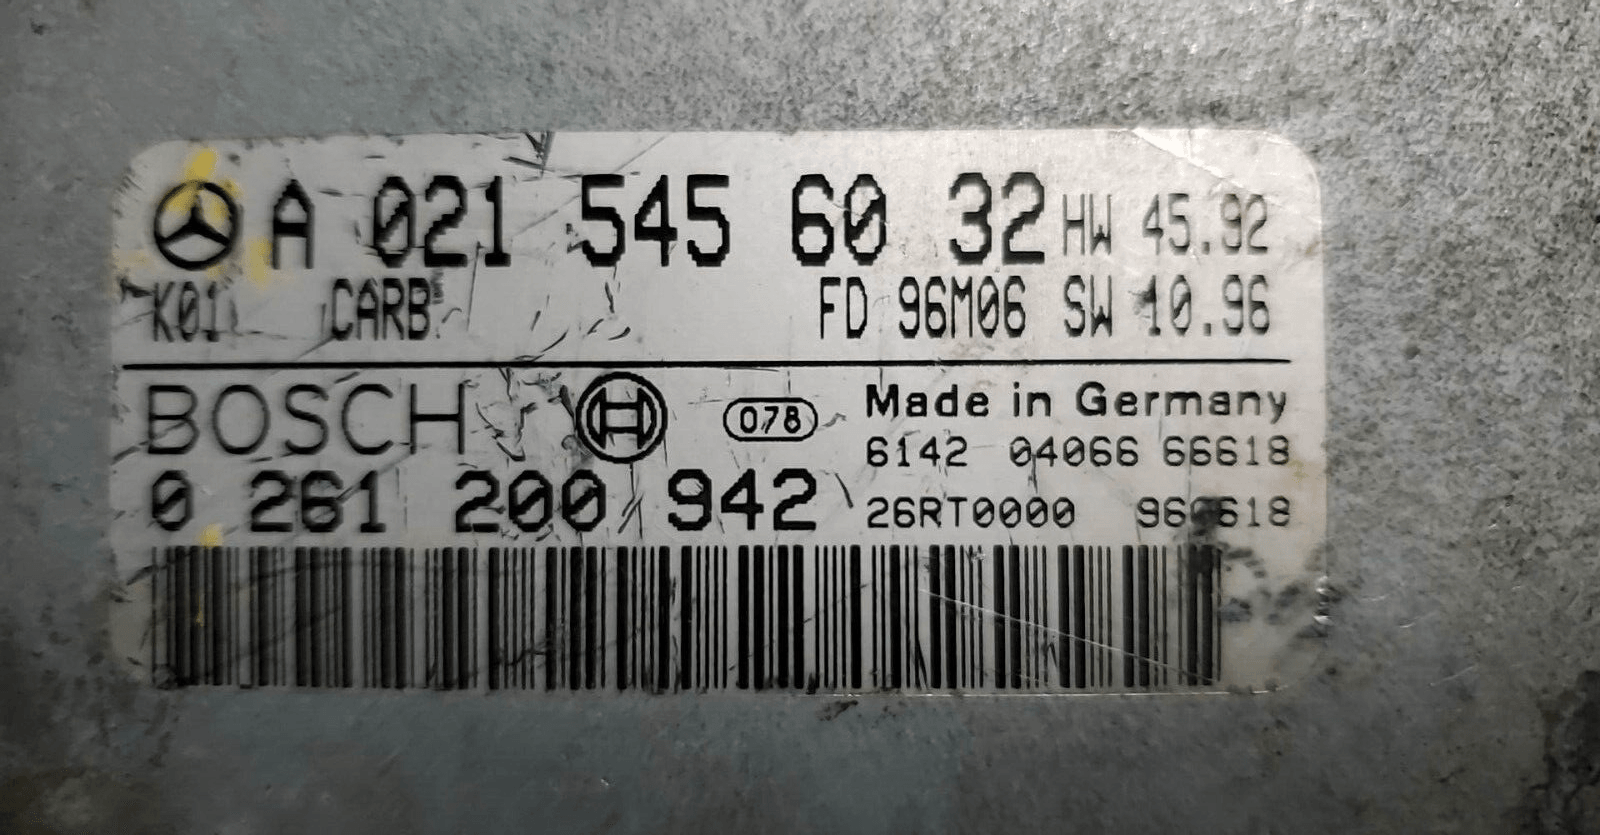 A 021 545 60 32 HW 45.92
K01 CARB FD 96M06 SW 10.96
BOSCH 078 Made in Germany
6142 04066 66618
0 261 200 942 26RT0000